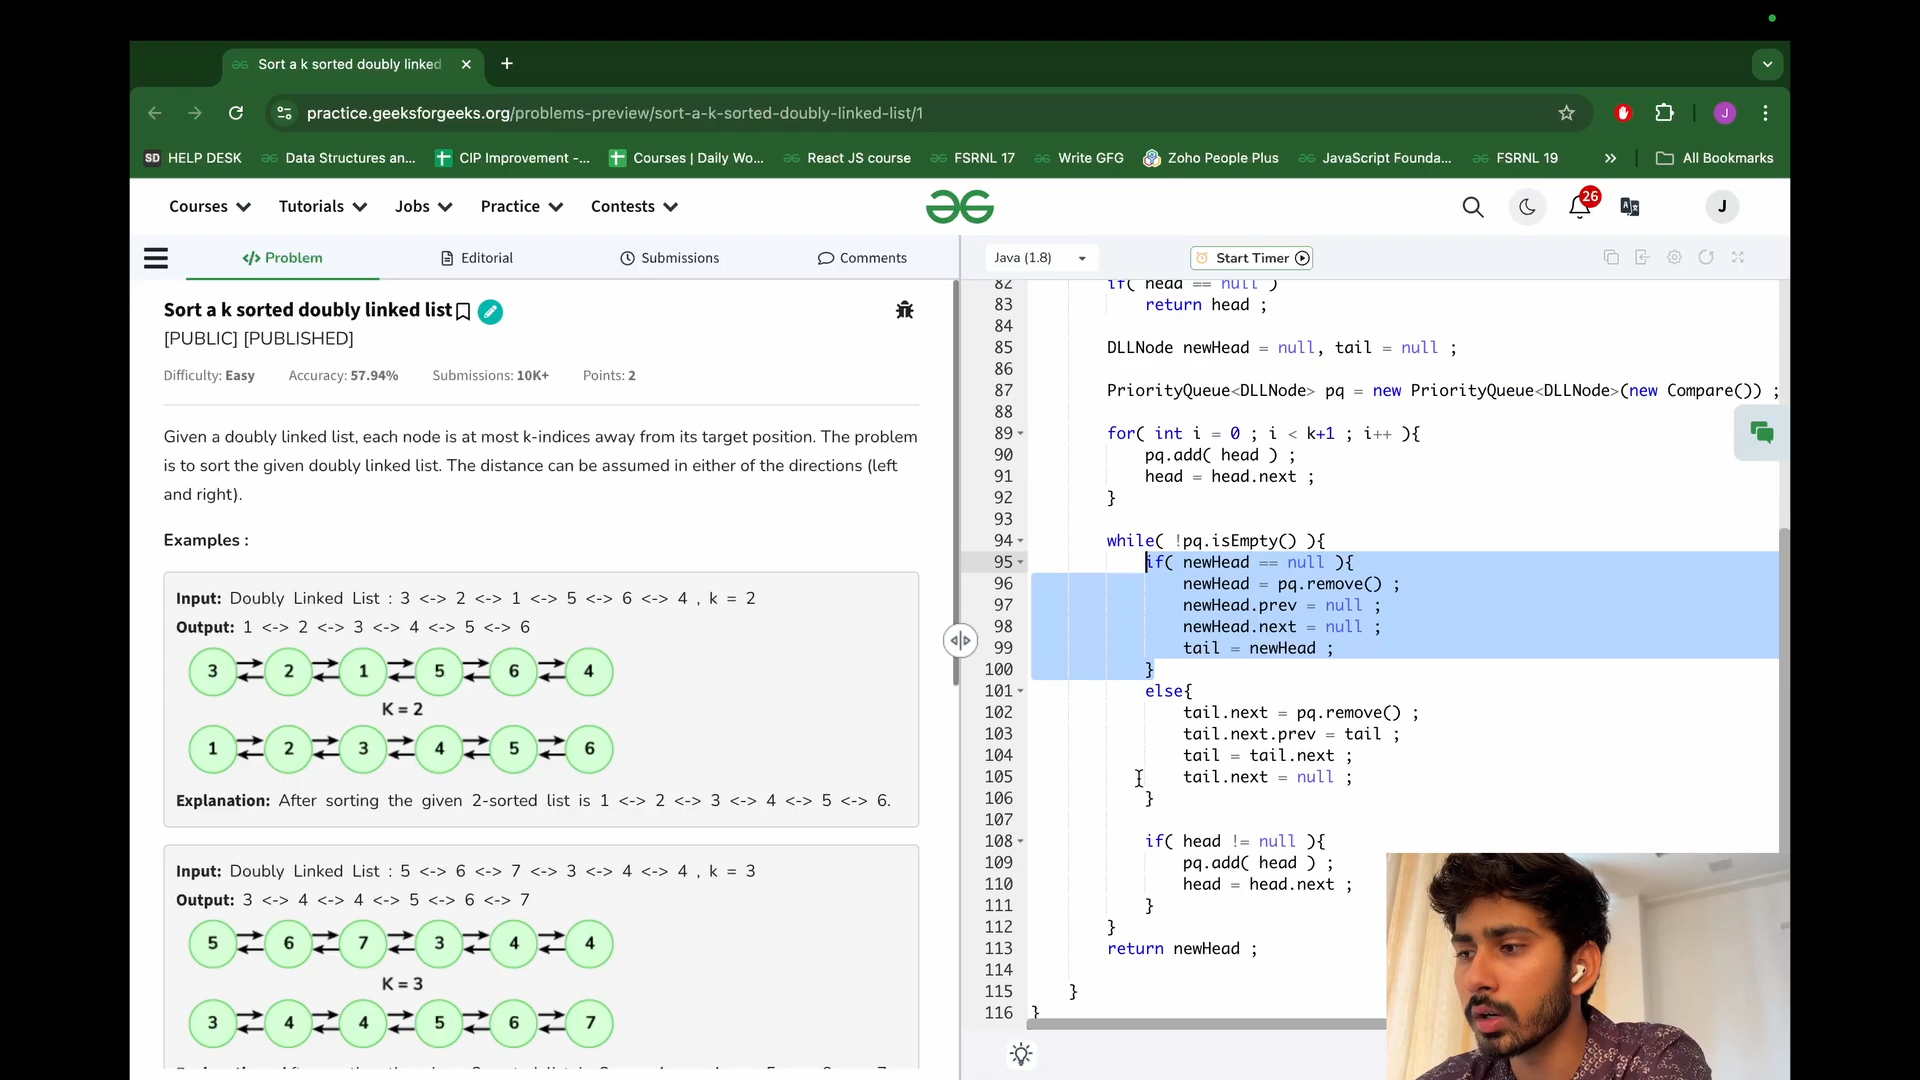 Sort a k sorted doubly linked
practice.geeksforgeeks.org/problems-preview/sort-a-k-sorted-doubly-linked-list/1
J
SD HELP DESK
Data Structures an...
CIP Improvement -...
Courses | Daily Wo...
React JS course
FSRNL 17
Write GFG
Zoho People Plus
JavaScript Founda...
FSRNL 19
All Bookmarks
Courses
Tutorials
Jobs
Practice
Contests
26
J
Problem
Editorial
Submissions
Comments
Java (1.8)
Start Timer
Sort a k sorted doubly linked list
[PUBLIC] [PUBLISHED]
Difficulty: Easy Accuracy: 57.94% Submissions: 10K+ Points: 2
Given a doubly linked list, each node is at most k-indices away from its target position. The problem
is to sort the given doubly linked list. The distance can be assumed in either of the directions (left
and right).
Examples :
Input: Doubly Linked List : 3 <-> 2 <-> 1 <-> 5 <-> 6 <-> 4 , k = 2
Output: 1 <-> 2 <-> 3 <-> 4 <-> 5 <-> 6
3 2 1 5 6 4
K = 2
1 2 3 4 5 6
Explanation: After sorting the given 2-sorted list is 1 <-> 2 <-> 3 <-> 4 <-> 5 <-> 6.
Input: Doubly Linked List : 5 <-> 6 <-> 7 <-> 3 <-> 4 <-> 4 , k = 3
Output: 3 <-> 4 <-> 4 <-> 5 <-> 6 <-> 7
5 6 7 3 4 4
K = 3
3 4 4 5 6 7
82 if( head == null )
83 return head ;
84
85 DLLNode newHead = null, tail = null ;
86
87 PriorityQueue<DLLNode> pq = new PriorityQueue<DLLNode>(new Compare()) ;
88
89 for( int i = 0 ; i < k+1 ; i++ ){
90 pq.add( head ) ;
91 head = head.next ;
92 }
93
94 while( !pq.isEmpty() ){
95 if( newHead == null ){
96 newHead = pq.remove() ;
97 newHead.prev = null ;
98 newHead.next = null ;
99 tail = newHead ;
100 }
101 else{
102 tail.next = pq.remove() ;
103 tail.next.prev = tail ;
104 tail = tail.next ;
105 tail.next = null ;
106 }
107
108 if( head != null ){
109 pq.add( head ) ;
110 head = head.next ;
111 }
112 }
113 return newHead ;
114
115 }
116 }